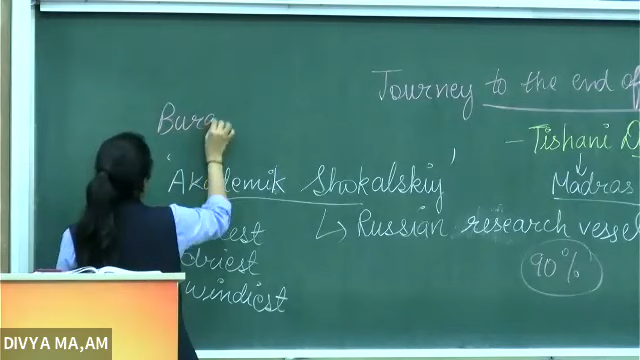 Journey to the end of
Bura
- Tishani D
'Akademik Shokalskiy'
Madras
↳ Russian research vessel
driest
90%
windiest
DIVYA MA,AM